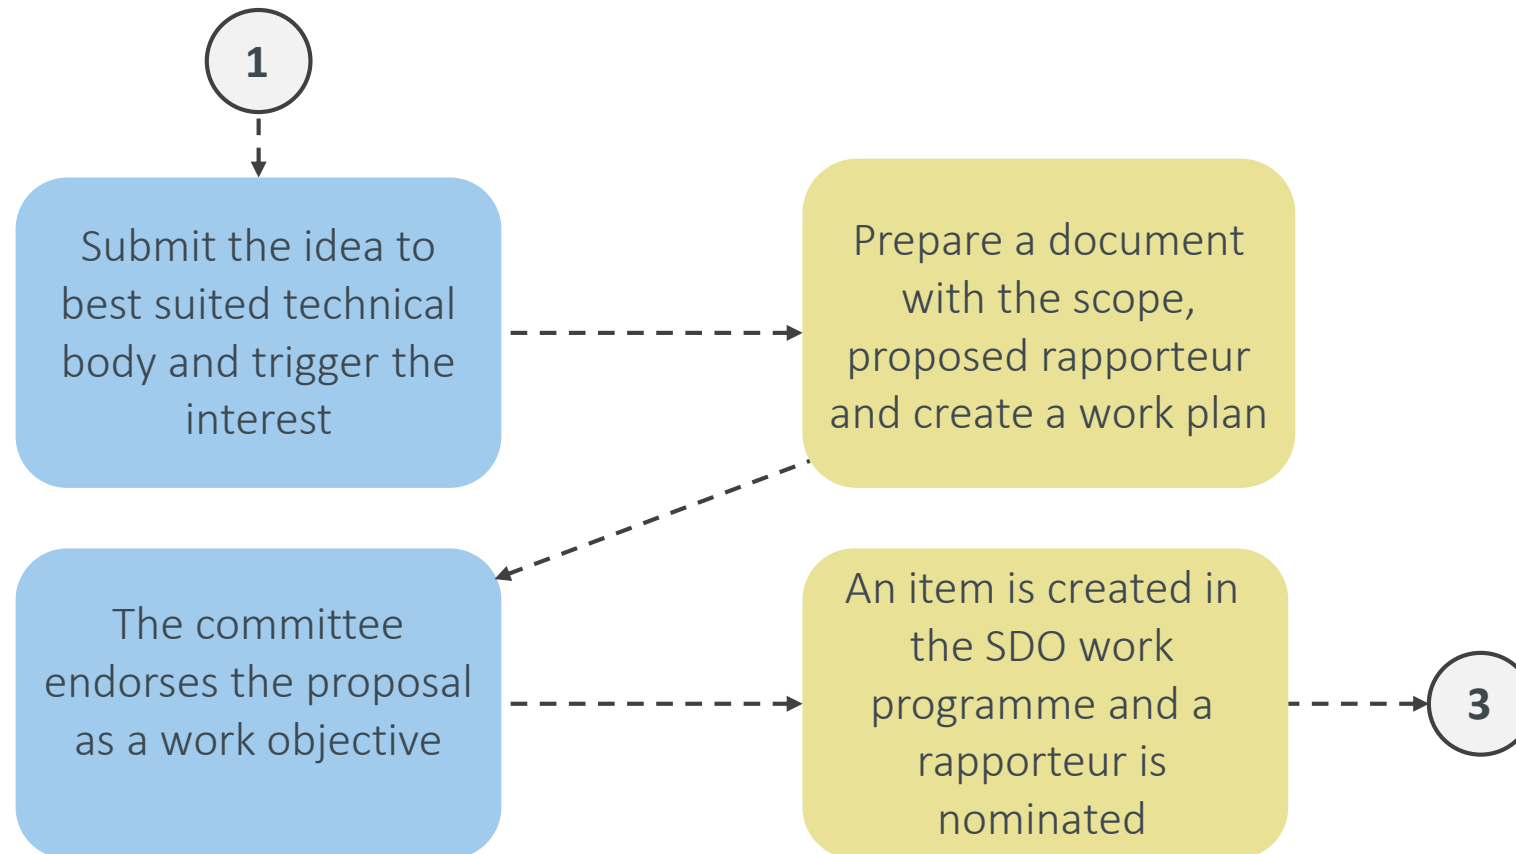 1
Submit the idea to
best suited technical
body and trigger the
interest
Prepare a document
with the scope,
proposed rapporteur
and create a work plan
The committee
endorses the proposal
as a work objective
An item is created in
the SDO work
programme and a
rapporteur is
nominated
3